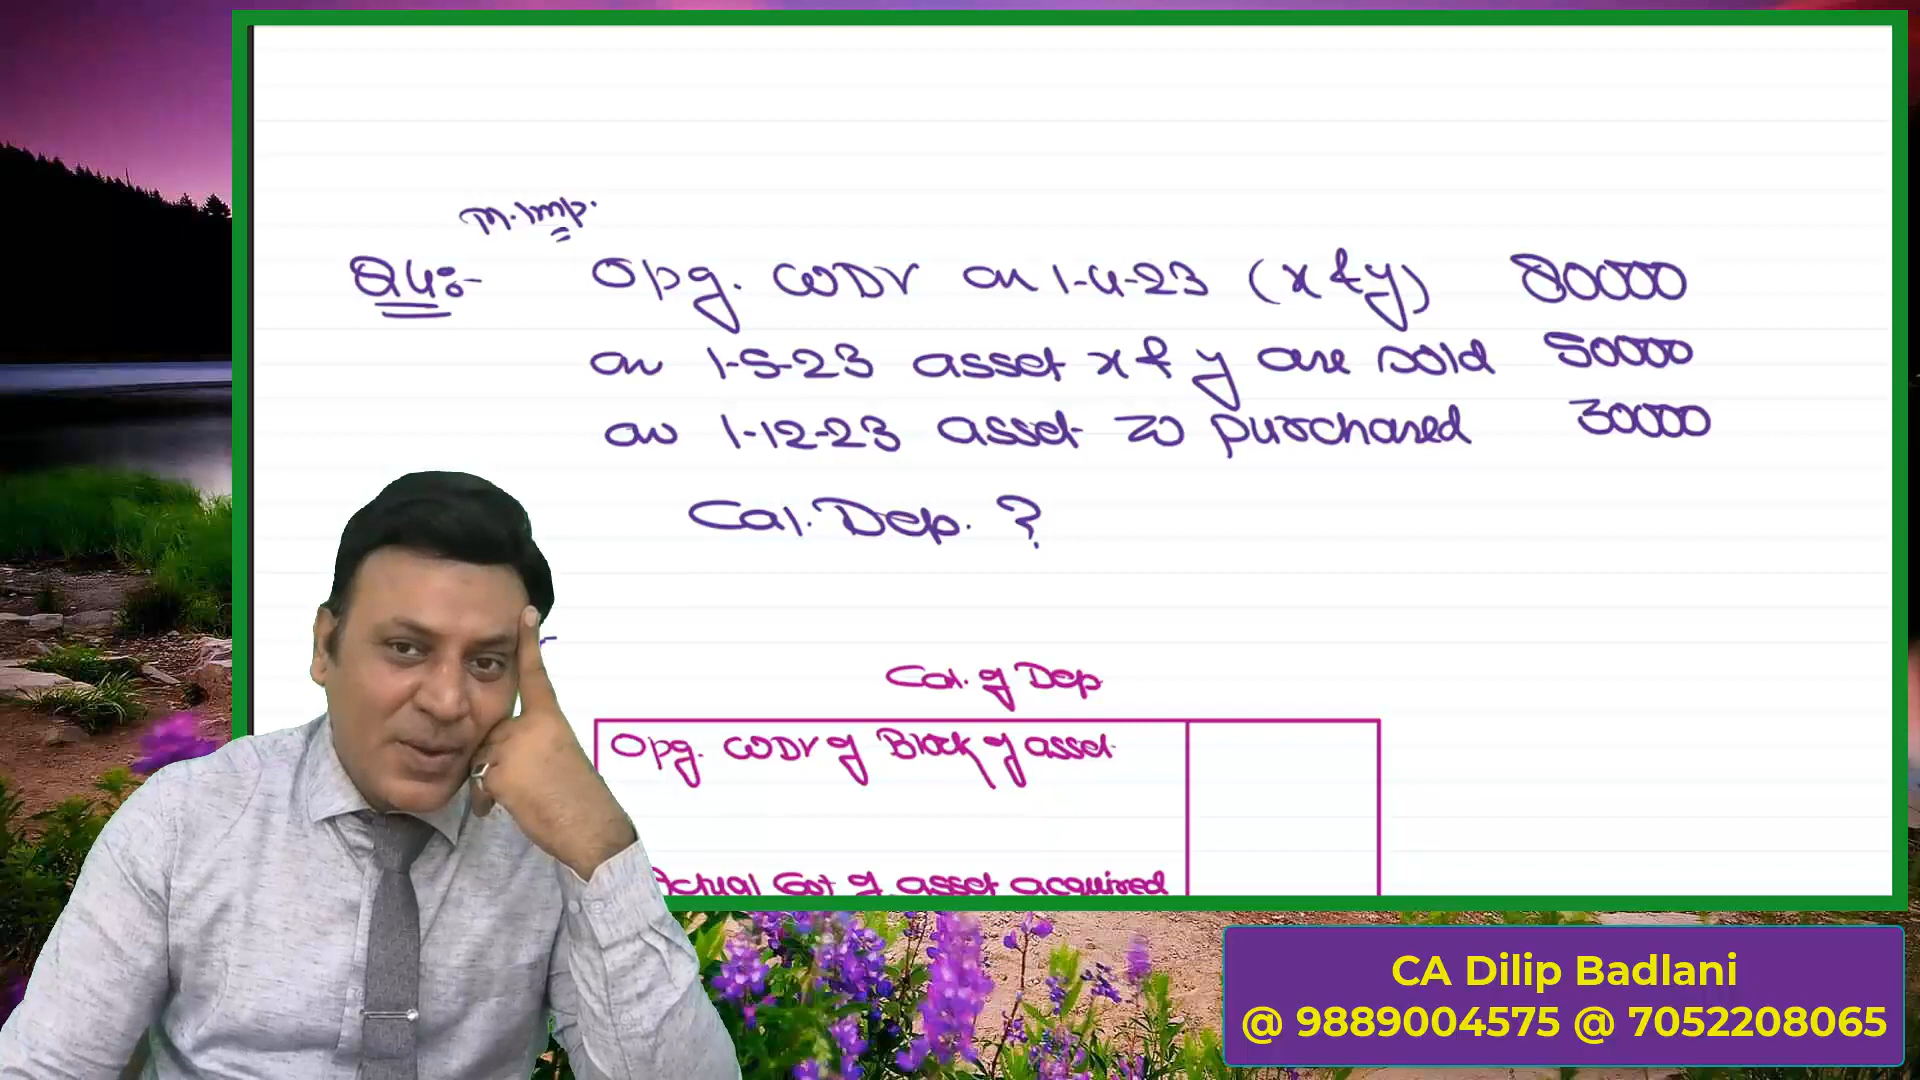 M.Imp.
Q4:- Opg. WDV on 1-4-23 (x & y) 80000
on 1-5-23 asset x & y are sold 50000
on 1-12-23 asset Z is purchased 30000
Cal. Dep. ?
Cal. of Dep
Opg. WDV of Block of asset
Actual Cost of asset acquired
CA Dilip Badlani
@ 9889004575 @ 7052208065